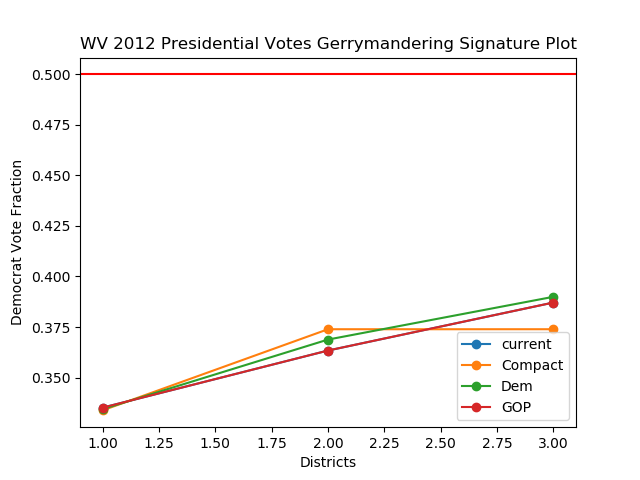 WV 2012 Presidential Votes Gerrymandering Signature Plot
0.500
0.475
0.450
0.425
0.400
0.375
0.350
Democrat Vote Fraction
current
Compact
Dem
GOP
1.00 1.25 1.50 1.75 2.00 2.25 2.50 2.75 3.00
Districts